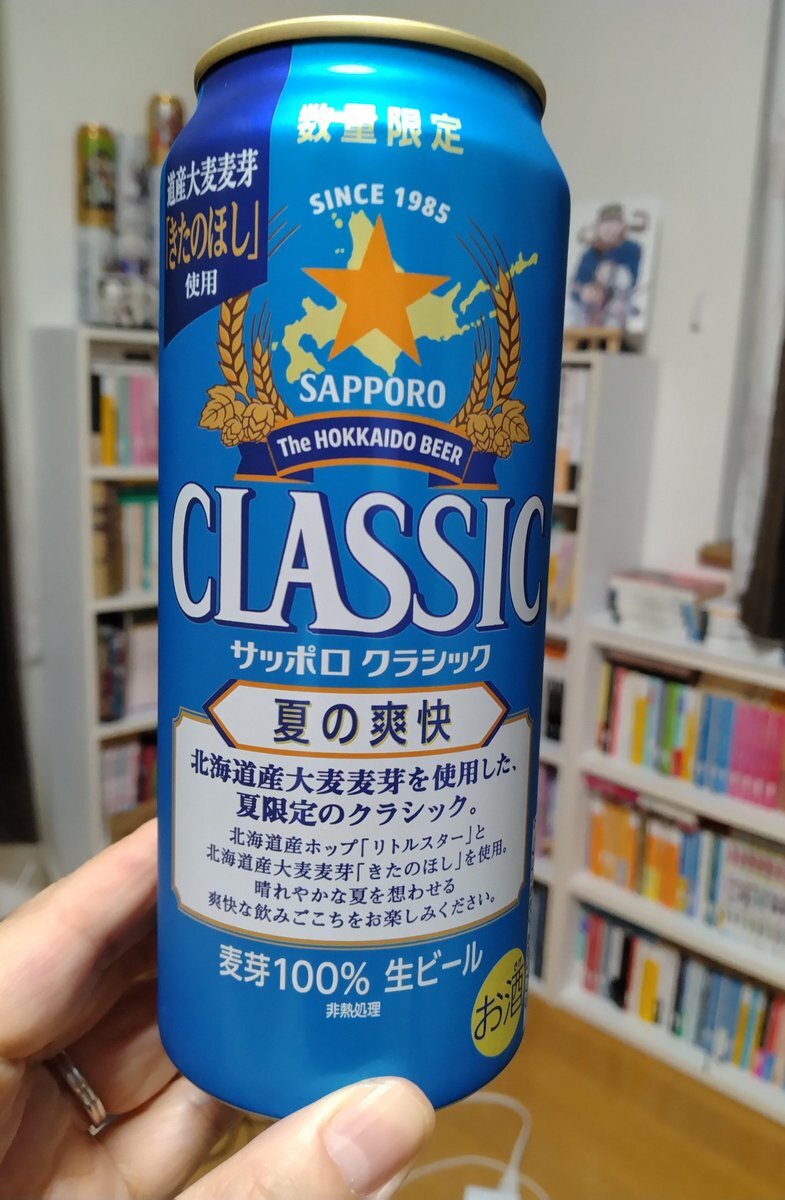 数量限定
道産大麦麦芽
「きたのほし」
使用
SINCE 1985
SAPPORO
The HOKKAIDO BEER
CLASSIC
サッポロ クラシック
夏の爽快
北海道産大麦麦芽を使用した、
夏限定のクラシック。
北海道産ホップ「リトルスター」と
北海道産大麦麦芽「きたのほし」を使用。
晴れやかな夏を想わせる
爽快な飲みごこちをお楽しみください。
麦芽100% 生ビール
非熱処理
さけ
お酒